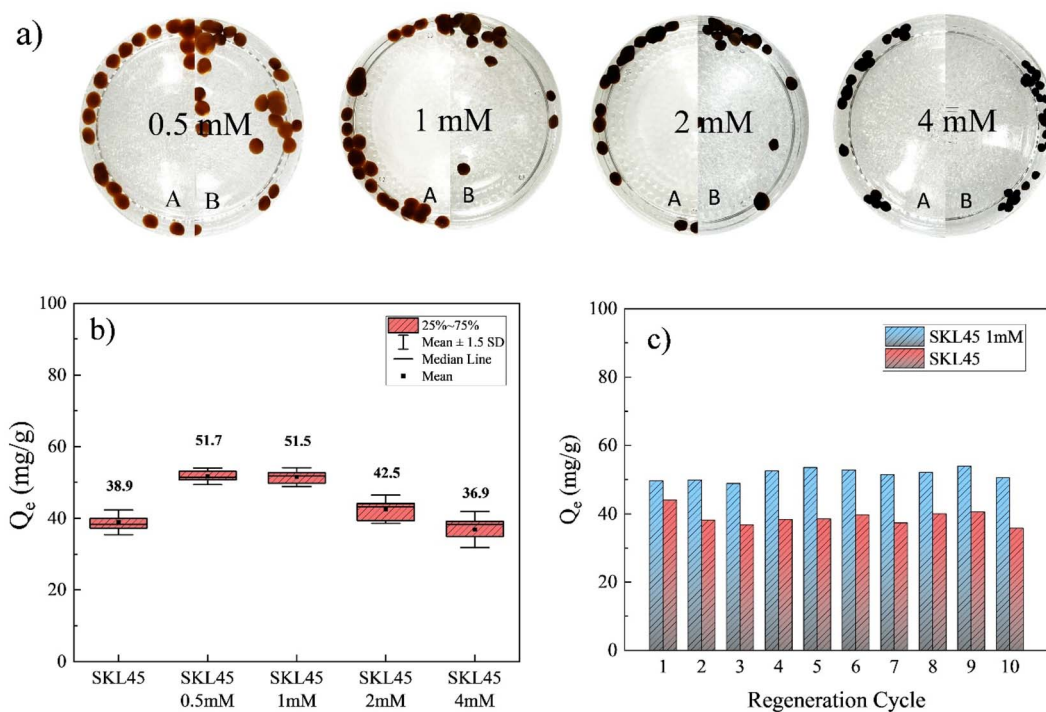 a)
0.5 mM
A B
1 mM
A B
2 mM
A B
4 mM
A B
b)
25%~75%
Mean ± 1.5 SD
Median Line
Mean
Qe (mg/g)
100
80
60
40
20
0
38.9
51.7
51.5
42.5
36.9
SKL45
SKL45 0.5mM
SKL45 1mM
SKL45 2mM
SKL45 4mM
c)
SKL45 1mM
SKL45
Qe (mg/g)
100
80
60
40
20
0
1 2 3 4 5 6 7 8 9 10
Regeneration Cycle